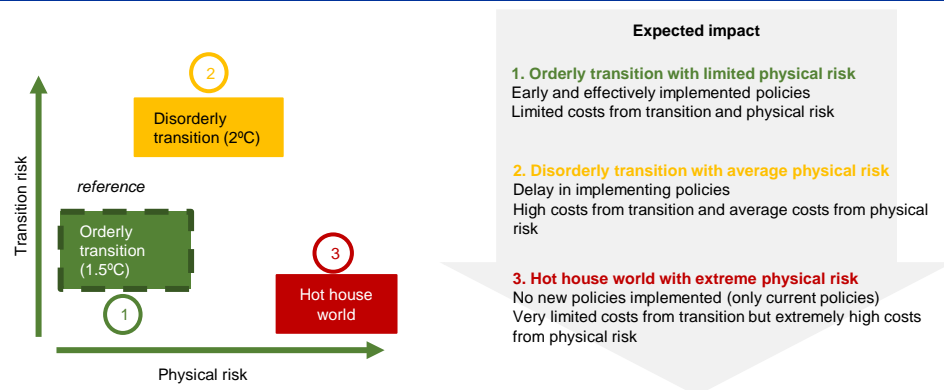 2
Disorderly
transition (2ºC)
Transition risk
reference
Orderly
transition
(1.5ºC)
1
3
Hot house
world
Physical risk
Expected impact
1. Orderly transition with limited physical risk
Early and effectively implemented policies
Limited costs from transition and physical risk
2. Disorderly transition with average physical risk
Delay in implementing policies
High costs from transition and average costs from physical
risk
3. Hot house world with extreme physical risk
No new policies implemented (only current policies)
Very limited costs from transition but extremely high costs
from physical risk